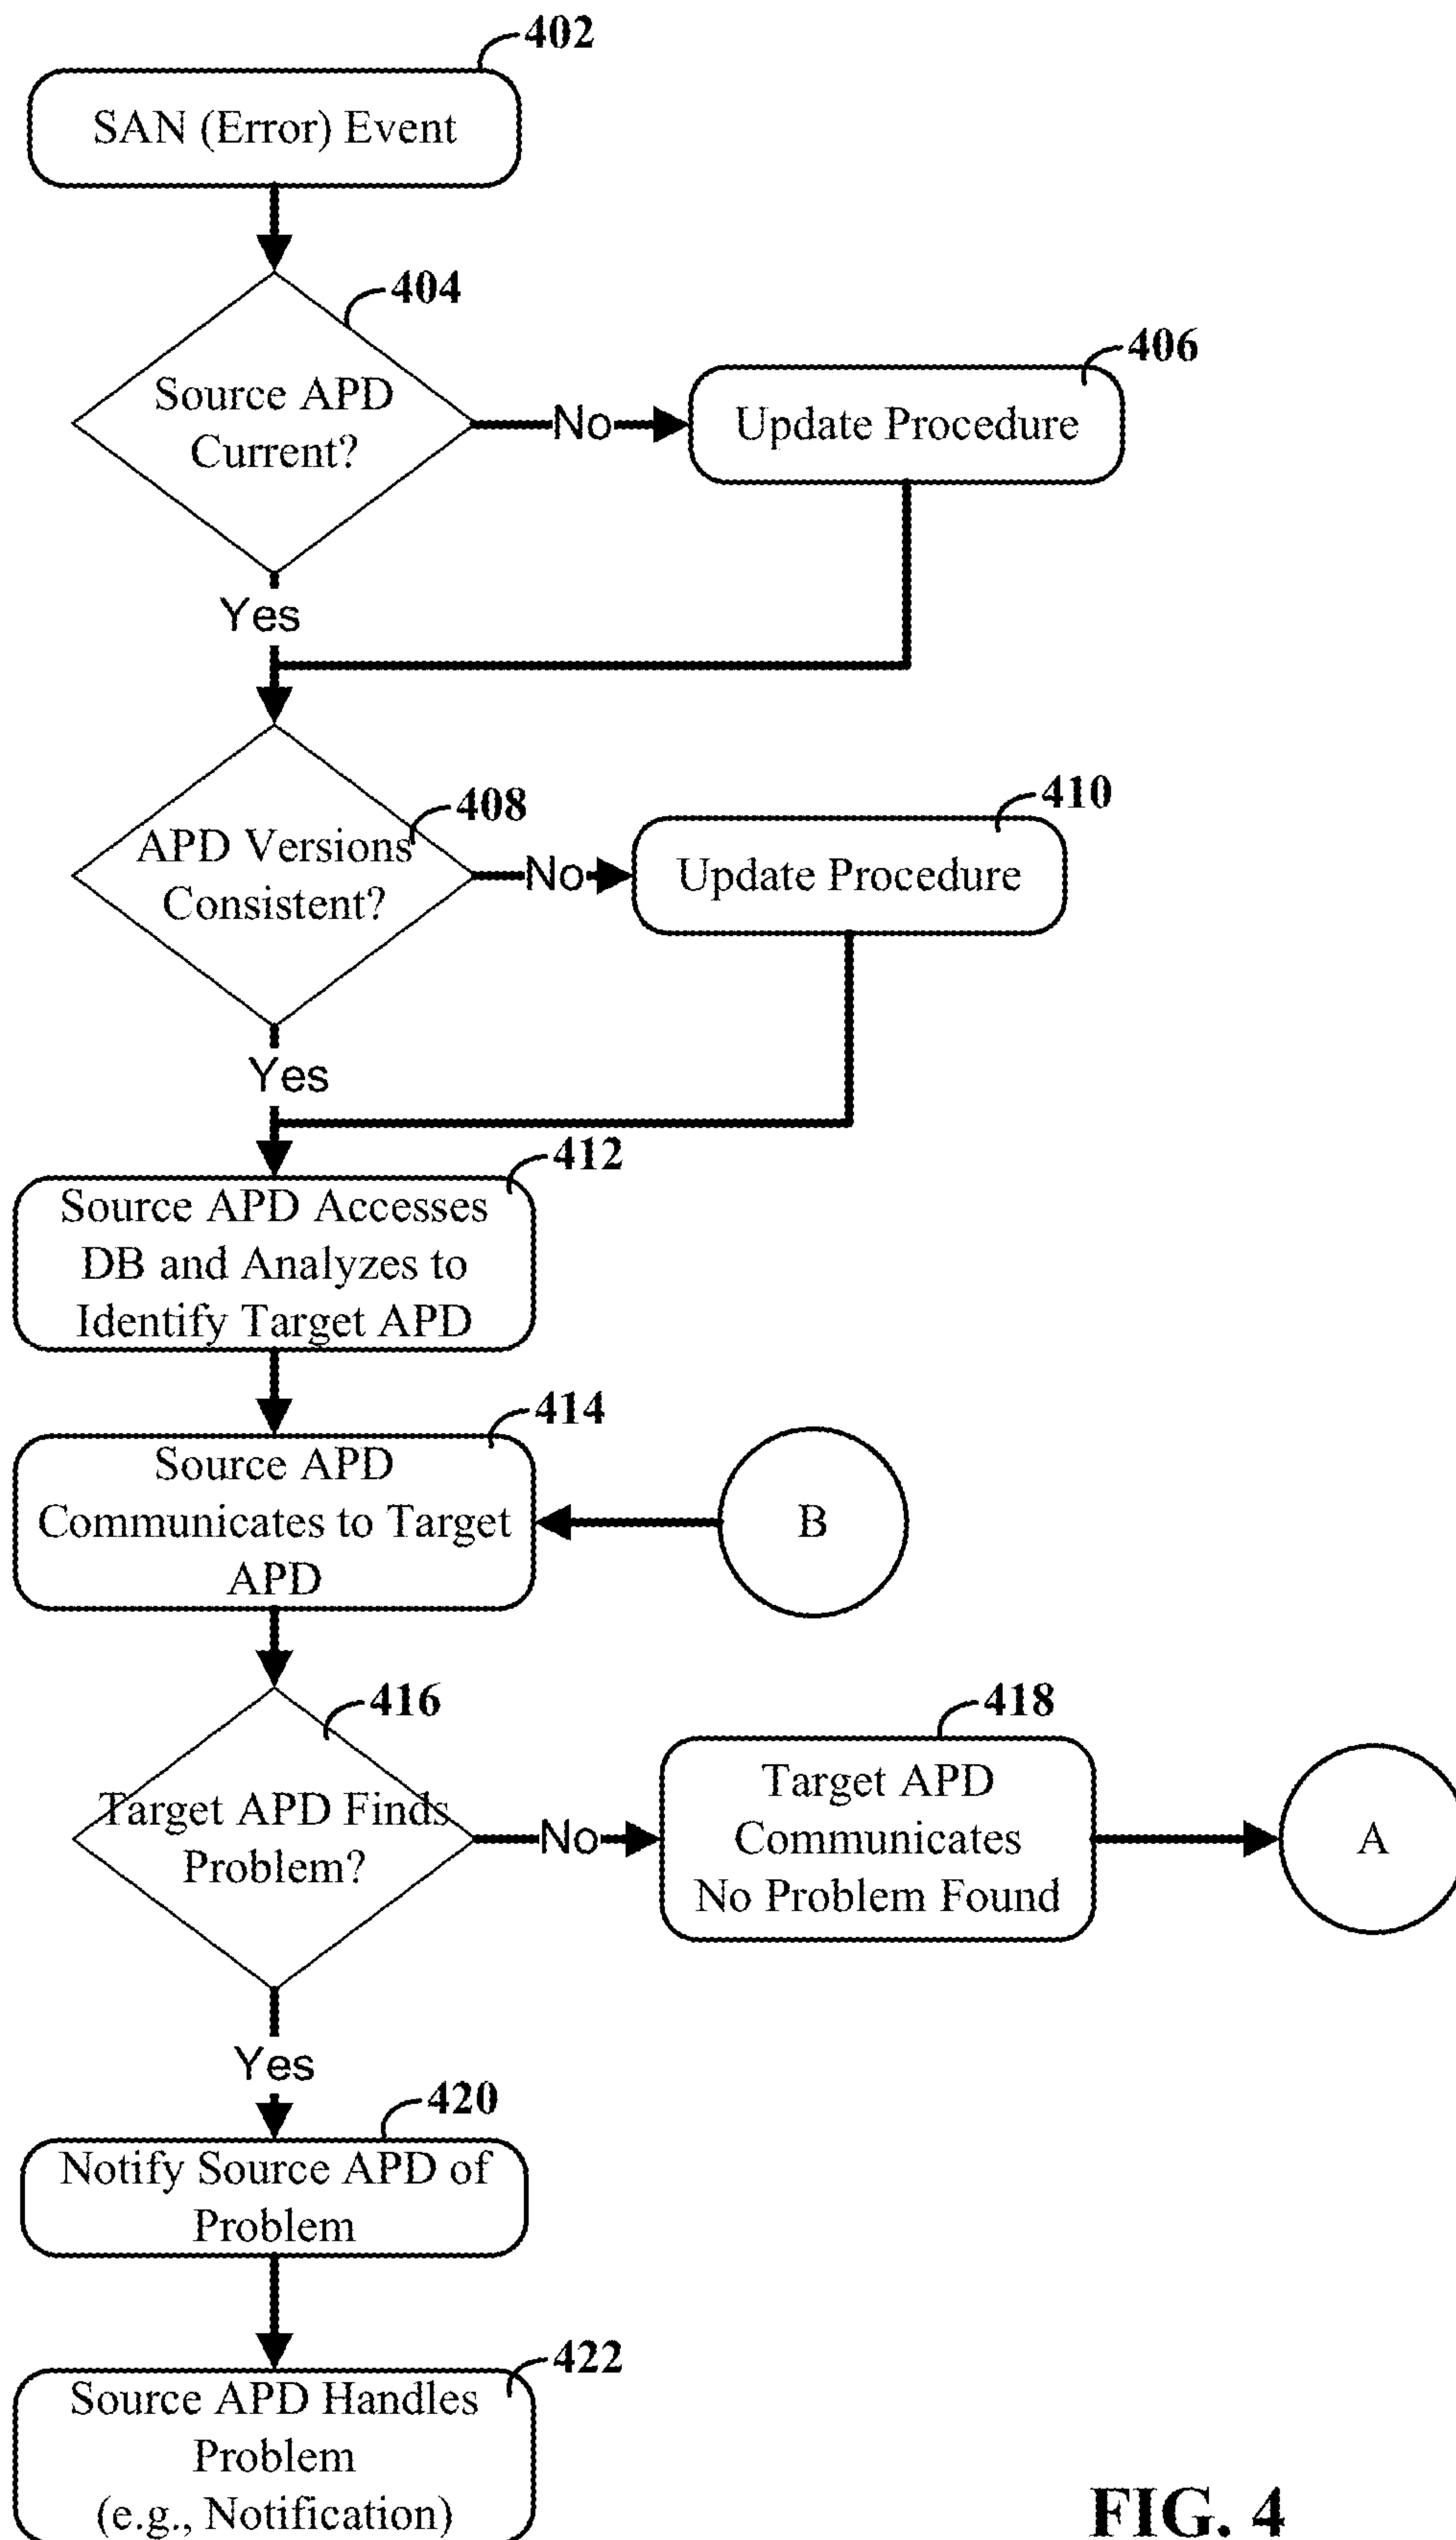 402
SAN (Error) Event
404
Source APD
Current?
No
406
Update Procedure
Yes
408
APD Versions
Consistent?
No
410
Update Procedure
Yes
412
Source APD Accesses
DB and Analyzes to
Identify Target APD
414
Source APD
Communicates to Target
APD
B
416
Target APD Finds
Problem?
No
418
Target APD
Communicates
No Problem Found
A
Yes
420
Notify Source APD of
Problem
422
Source APD Handles
Problem
(e.g., Notification)
FIG. 4